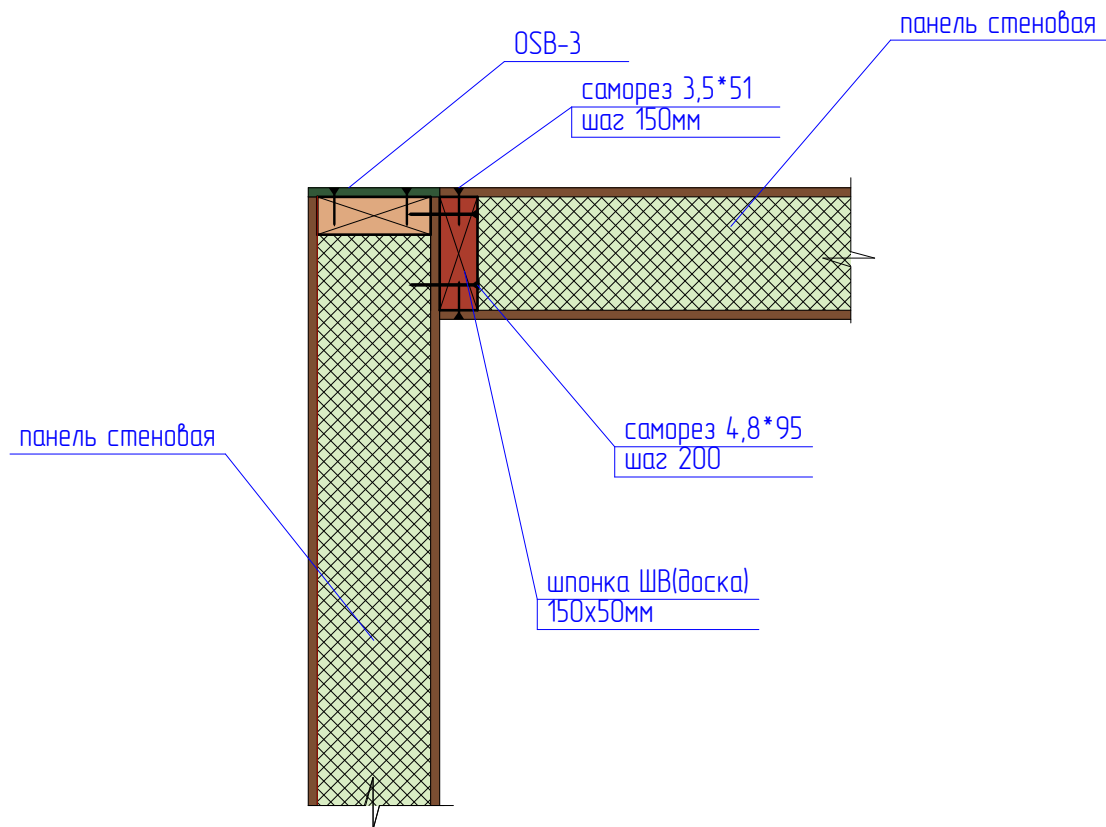 панель стеновая
OSB-3
саморез 3,5*51
шаг 150мм
панель стеновая
саморез 4,8*95
шаг 200
шпонка ШВ(доска)
150х50мм